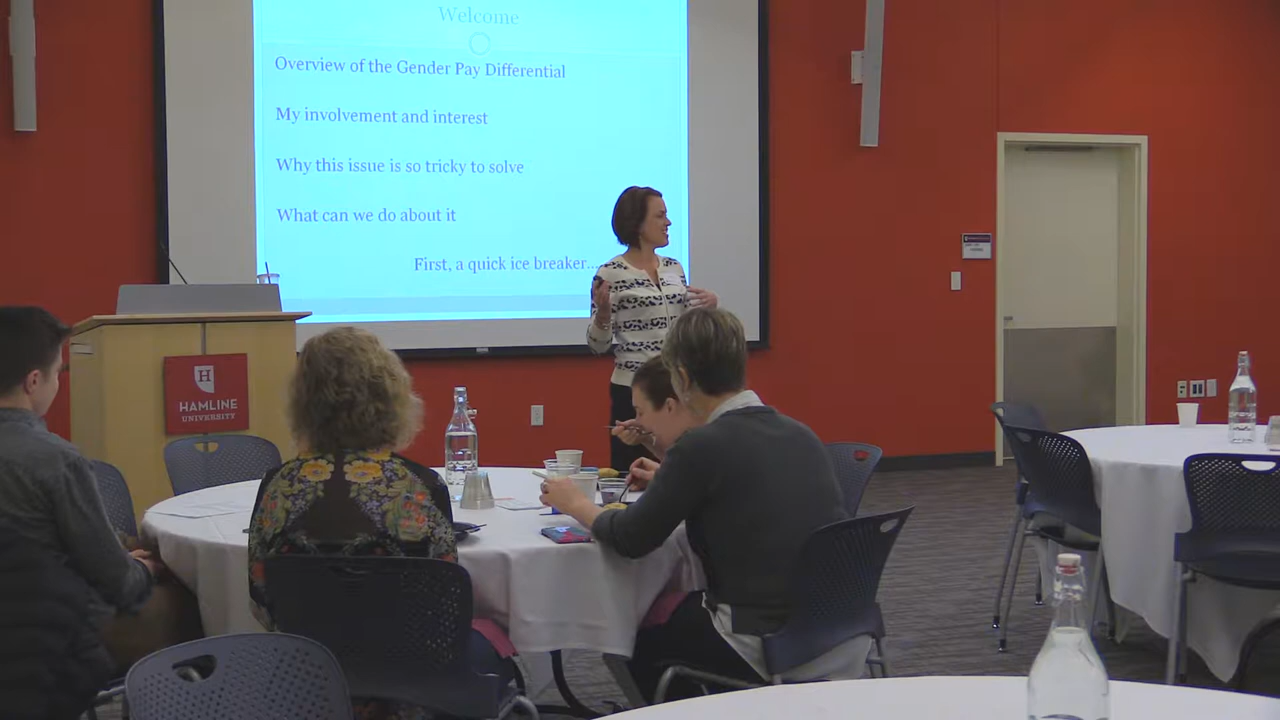 Welcome
Overview of the Gender Pay Differential
My involvement and interest
Why this issue is so tricky to solve
What can we do about it
First, a quick ice breaker...
H
HAMLINE
UNIVERSITY